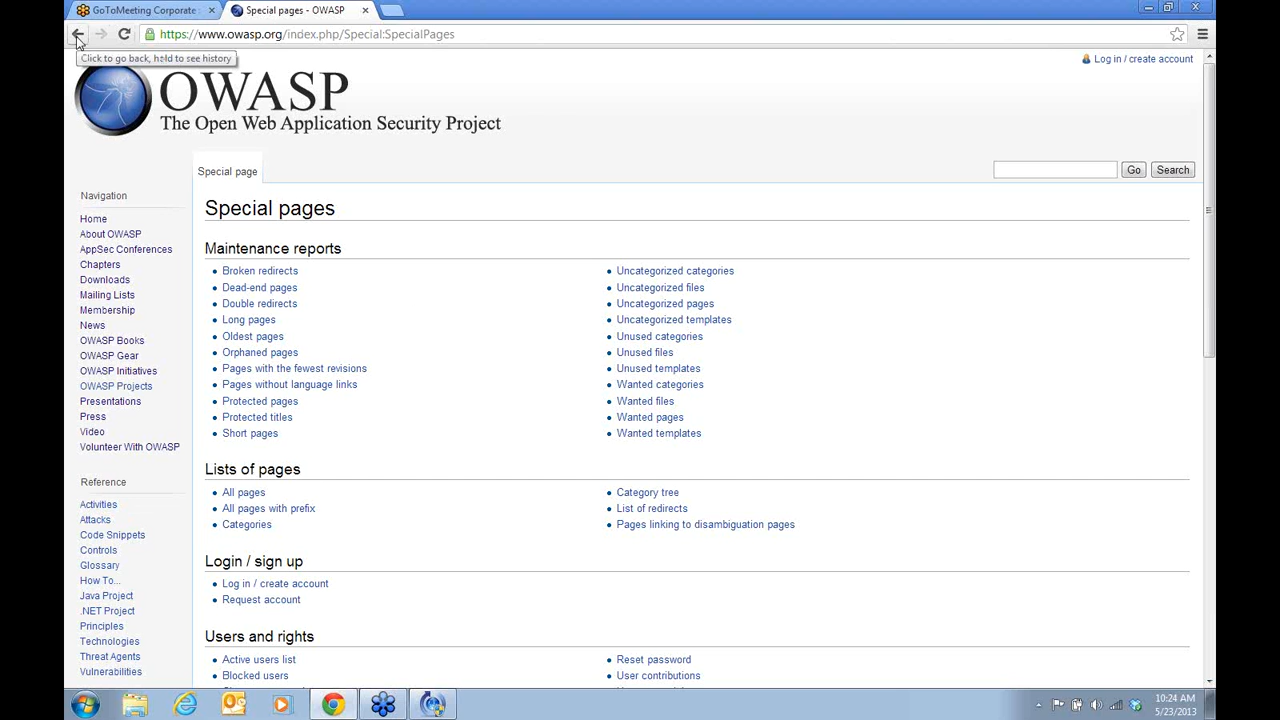 GoToMeeting Corporate
Special pages - OWASP
https://www.owasp.org/index.php/Special:SpecialPages
Click to go back, hold to see history
Log in / create account
OWASP
The Open Web Application Security Project
Special page
Go
Search
Navigation
Home
About OWASP
AppSec Conferences
Chapters
Downloads
Mailing Lists
Membership
News
OWASP Books
OWASP Gear
OWASP Initiatives
OWASP Projects
Presentations
Press
Video
Volunteer With OWASP
Reference
Activities
Attacks
Code Snippets
Controls
Glossary
How To...
Java Project
.NET Project
Principles
Technologies
Threat Agents
Vulnerabilities
Special pages
Maintenance reports
Broken redirects
Dead-end pages
Double redirects
Long pages
Oldest pages
Orphaned pages
Pages with the fewest revisions
Pages without language links
Protected pages
Protected titles
Short pages
Uncategorized categories
Uncategorized files
Uncategorized pages
Uncategorized templates
Unused categories
Unused files
Unused templates
Wanted categories
Wanted files
Wanted pages
Wanted templates
Lists of pages
All pages
All pages with prefix
Categories
Category tree
List of redirects
Pages linking to disambiguation pages
Login / sign up
Log in / create account
Request account
Users and rights
Active users list
Blocked users
Reset password
User contributions
10:24 AM
5/23/2013